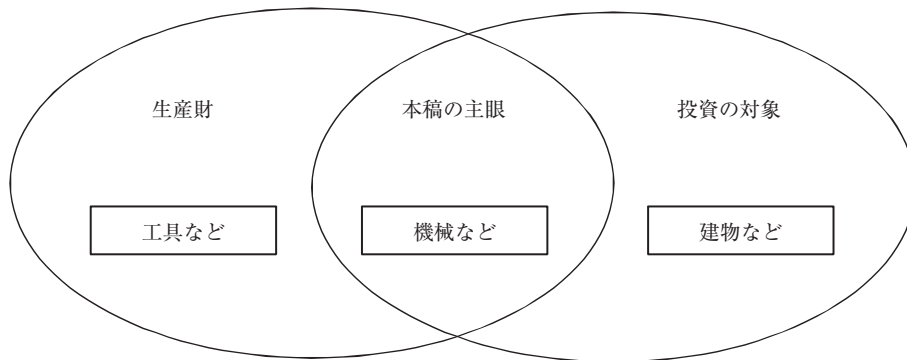 生産財
本稿の主眼
投資の対象
工具など
機械など
建物など